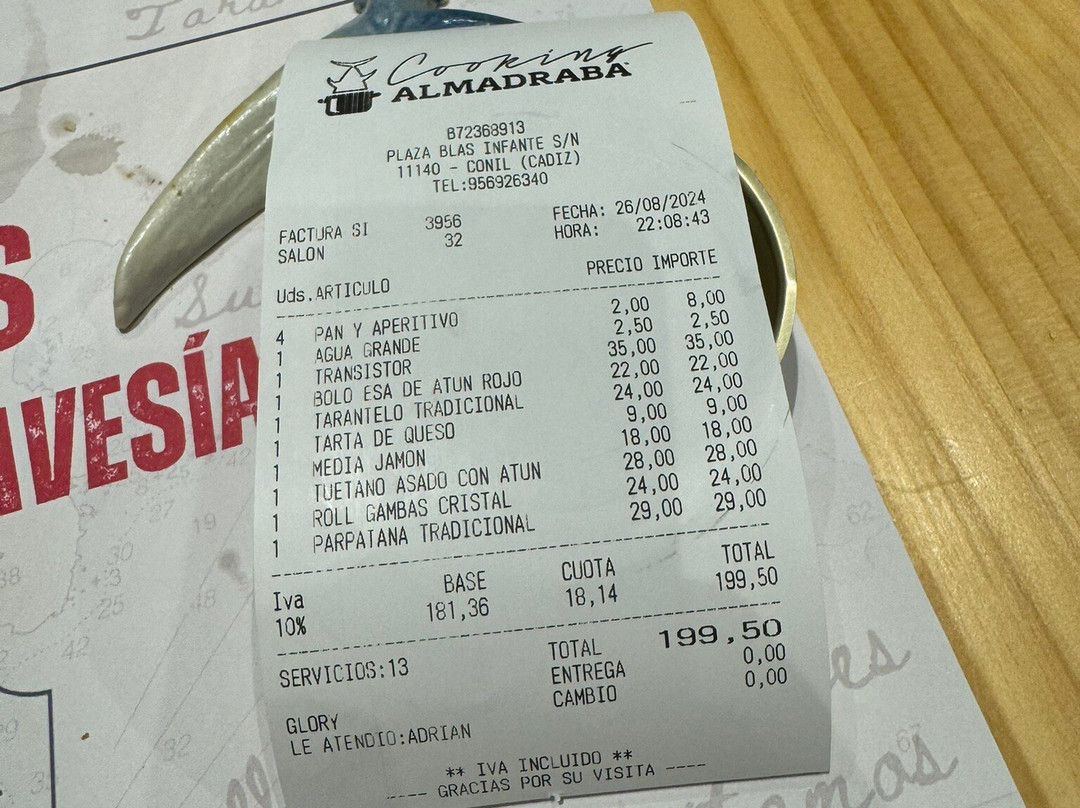 Cooking
ALMADRABA
B72368913
PLAZA BLAS INFANTE S/N
11140 - CONIL (CADIZ)
TEL:956926340
FACTURA SI 3956 FECHA: 26/08/2024
SALON 32 HORA: 22:08:43
Uds. ARTICULO PRECIO IMPORTE
4 PAN Y APERITIVO 2,00 8,00
1 AGUA GRANDE 2,50 2,50
1 TRANSISTOR 35,00 35,00
1 BOLO ESA DE ATUN ROJO 22,00 22,00
1 TARANTELO TRADICIONAL 24,00 24,00
1 TARTA DE QUESO 9,00 9,00
1 MEDIA JAMON 18,00 18,00
1 TUETANO ASADO CON ATUN 28,00 28,00
1 ROLL GAMBAS CRISTAL 24,00 24,00
1 PARPATANA TRADICIONAL 29,00 29,00
Iva BASE CUOTA TOTAL
10% 181,36 18,14 199,50
SERVICIOS:13 TOTAL 199,50
ENTREGA 0,00
CAMBIO 0,00
GLORY
LE ATENDIO:ADRIAN
** IVA INCLUIDO **
----- GRACIAS POR SU VISITA ----
S
AVESÍA